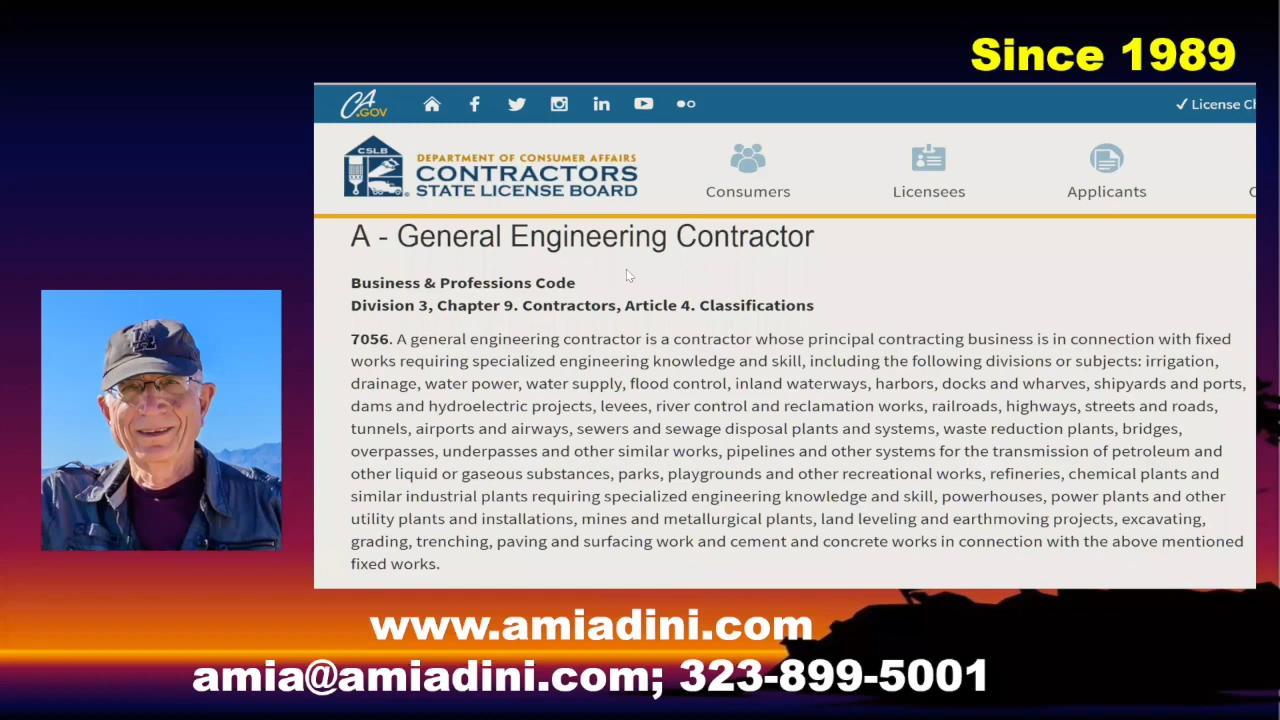 Since 1989
CA.GOV
✓ License Ch
CSLB
DEPARTMENT OF CONSUMER AFFAIRS
CONTRACTORS
STATE LICENSE BOARD
Consumers
Licensees
Applicants
A - General Engineering Contractor
Business & Professions Code
Division 3, Chapter 9. Contractors, Article 4. Classifications
7056. A general engineering contractor is a contractor whose principal contracting business is in connection with fixed
works requiring specialized engineering knowledge and skill, including the following divisions or subjects: irrigation,
drainage, water power, water supply, flood control, inland waterways, harbors, docks and wharves, shipyards and ports,
dams and hydroelectric projects, levees, river control and reclamation works, railroads, highways, streets and roads,
tunnels, airports and airways, sewers and sewage disposal plants and systems, waste reduction plants, bridges,
overpasses, underpasses and other similar works, pipelines and other systems for the transmission of petroleum and
other liquid or gaseous substances, parks, playgrounds and other recreational works, refineries, chemical plants and
similar industrial plants requiring specialized engineering knowledge and skill, powerhouses, power plants and other
utility plants and installations, mines and metallurgical plants, land leveling and earthmoving projects, excavating,
grading, trenching, paving and surfacing work and cement and concrete works in connection with the above mentioned
fixed works.
LA
www.amiadini.com
amia@amiadini.com; 323-899-5001